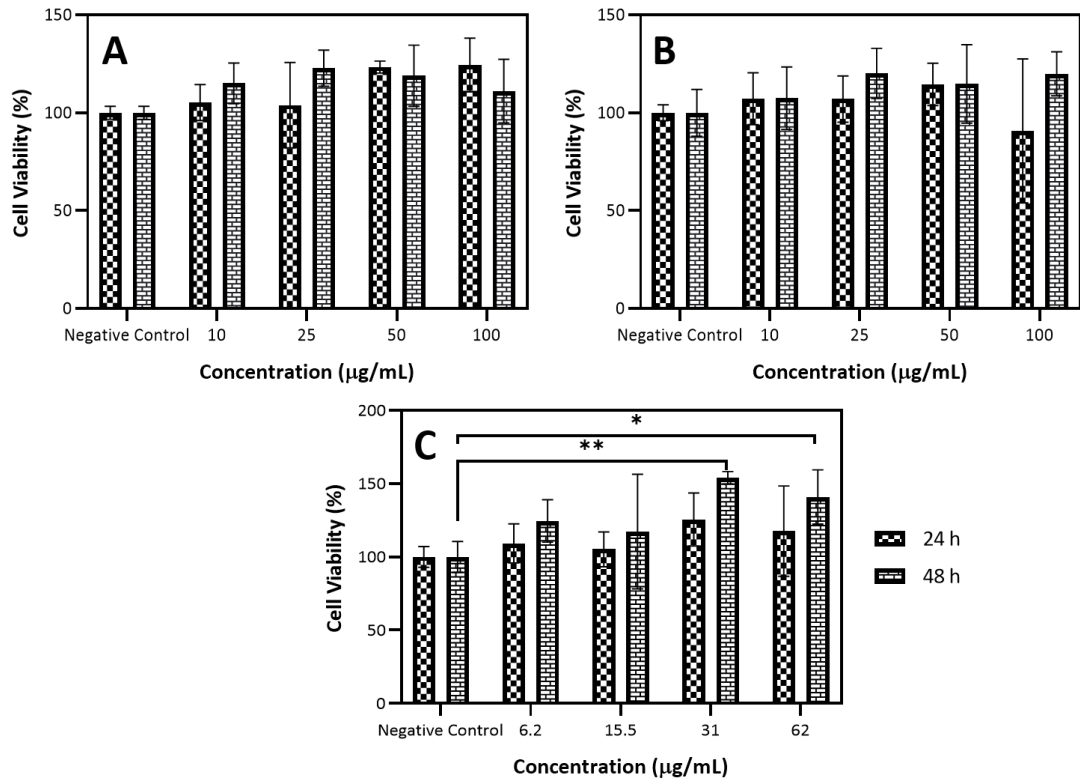 A
150
100
50
0
Cell Viability (%)
Negative Control 10 25 50 100
Concentration (μg/mL)
B
150
100
50
0
Cell Viability (%)
Negative Control 10 25 50 100
Concentration (μg/mL)
C
200
150
100
50
0
Cell Viability (%)
*
**
Negative Control 6.2 15.5 31 62
Concentration (μg/mL)
24 h
48 h